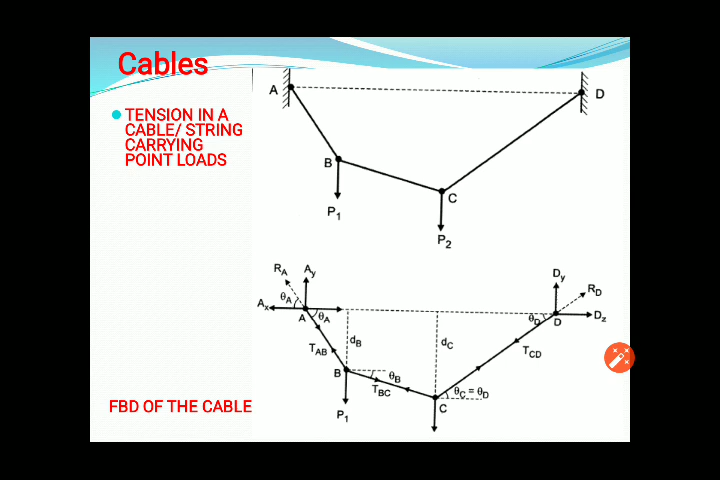 Cables
TENSION IN A
CABLE/ STRING
CARRYING
POINT LOADS
A
D
B
C
P1
P2
RA
Ay
Dy
RD
Ax
θA
A
θA
θD
D
Dz
dB
dC
TAB
TCD
B
θB
TBC
θC = θD
C
P1
FBD OF THE CABLE